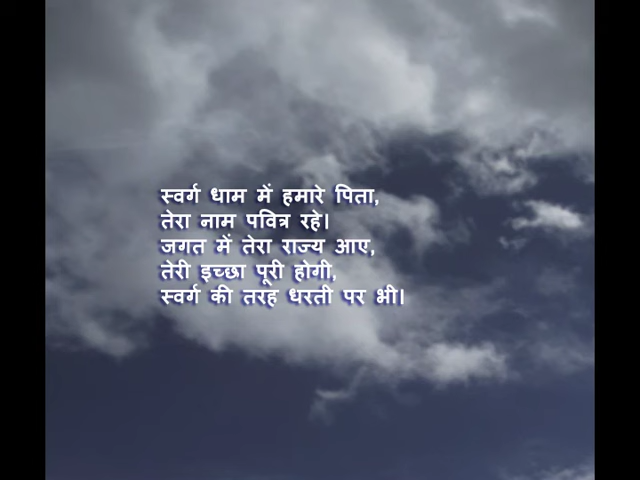 स्वर्ग धाम में हमारे पिता,
तेरा नाम पवित्र रहे।
जगत में तेरा राज्य आए,
तेरी इच्छा पूरी होगी,
स्वर्ग की तरह धरती पर भी।